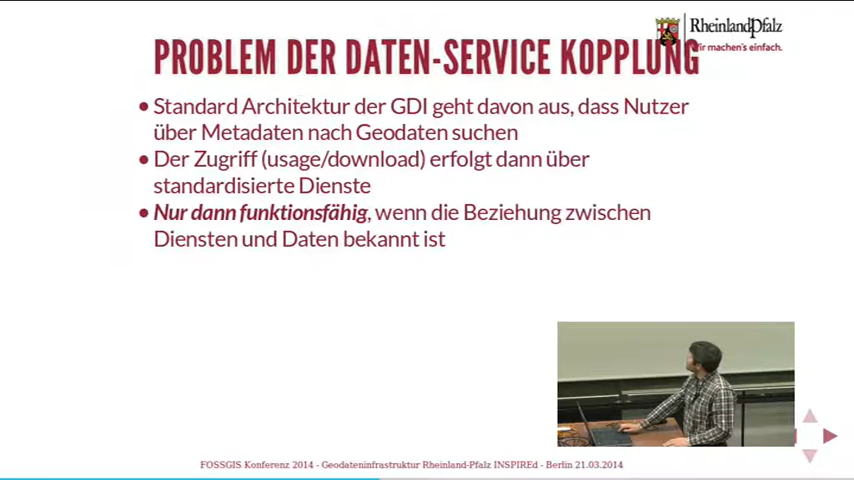 RheinlandPfalz
Wir machen's einfach.
PROBLEM DER DATEN-SERVICE KOPPLUNG
• Standard Architektur der GDI geht davon aus, dass Nutzer
über Metadaten nach Geodaten suchen
• Der Zugriff (usage/download) erfolgt dann über
standardisierte Dienste
• Nur dann funktionsfähig, wenn die Beziehung zwischen
Diensten und Daten bekannt ist
FOSSGIS Konferenz 2014 - Geodateninfrastruktur Rheinland-Pfalz INSPIREd - Berlin 21.03.2014